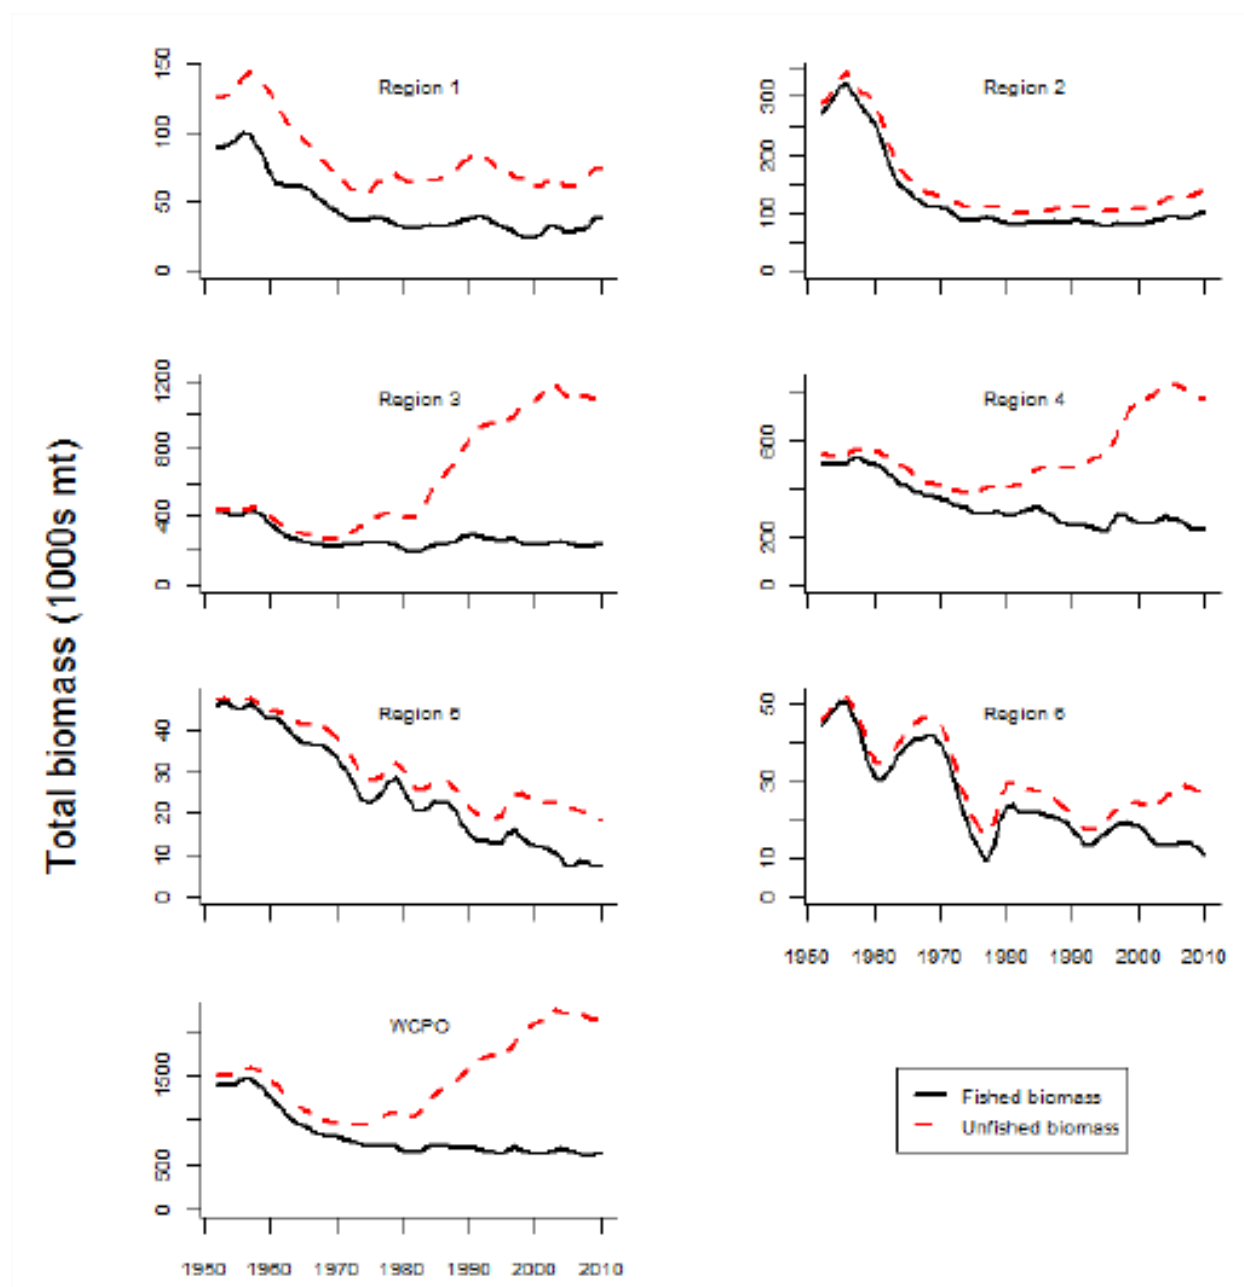 Total biomass (1000s mt)
Region 1
0 50 100 150
Region 2
0 100 200 300
Region 3
0 400 800 1200
Region 4
0 200 600
Region 5
0 10 20 30 40
Region 6
0 10 30 50
1950 1960 1970 1980 1990 2000 2010
WCPO
0 500 1500
1950 1960 1970 1980 1990 2000 2010
Fished biomass
Unfished biomass